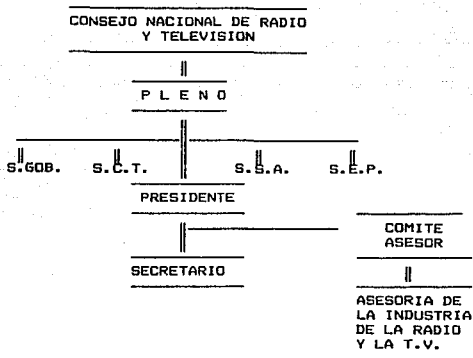 CONSEJO NACIONAL DE RADIO
Y TELEVISION
P L E N O
S.GOB. S.C.T. S.S.A. S.E.P.
PRESIDENTE
COMITE
ASESOR
SECRETARIO
ASESORIA DE
LA INDUSTRIA
DE LA RADIO
Y LA T.V.